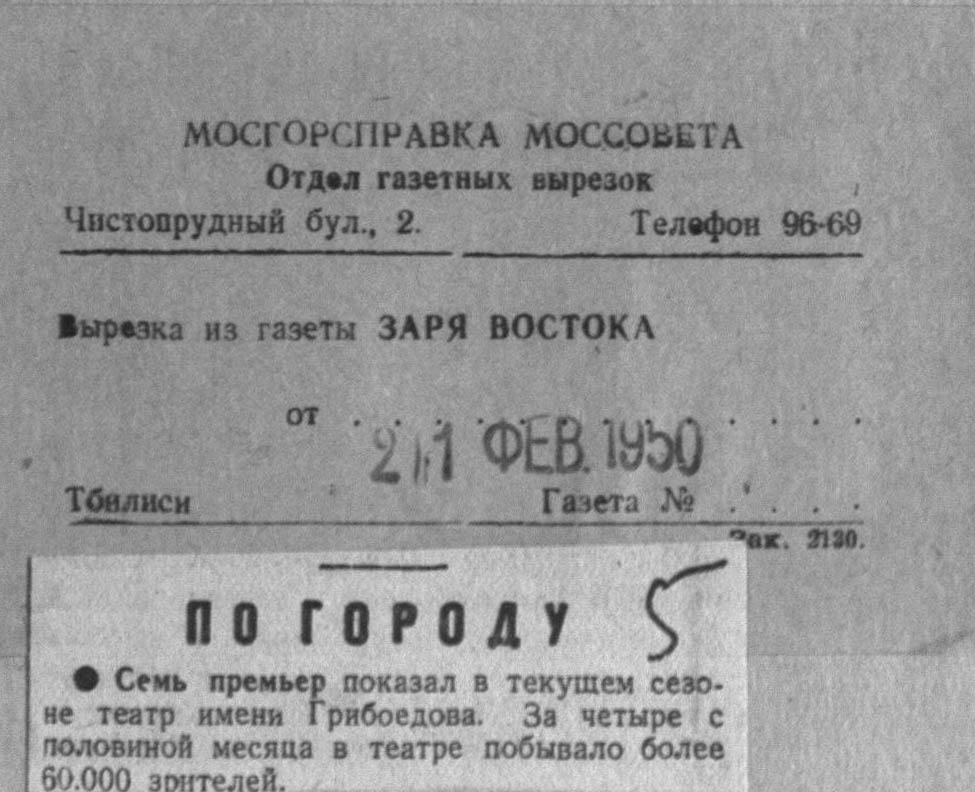 МОСГОРСПРАВКА МОССОВЕТА
Отдел газетных вырезок
Чистопрудный бул., 2. Телефон 96-69
Вырезка из газеты ЗАРЯ ВОСТОКА
от . . . . . . . . . . . .
21 ФЕВ. 1950
Тбилиси Газета № . . . .
Зак. 2130.
ПО ГОРОДУ 5
● Семь премьер показал в текущем сезо-
не театр имени Грибоедова. За четыре с
половиной месяца в театре побывало более
60.000 зрителей.